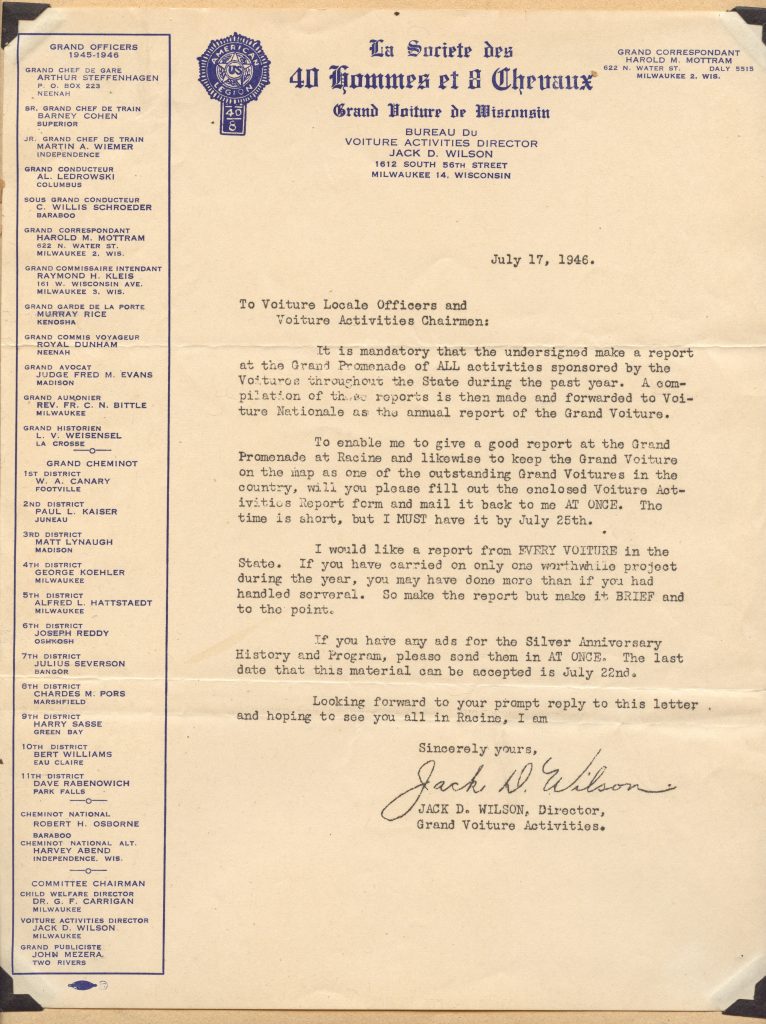 GRAND OFFICERS
1945-1946
GRAND CHEF DE GARE
ARTHUR STEFFENHAGEN
P. O. BOX 223
NEENAH
SR. GRAND CHEF DE TRAIN
BARNEY COHEN
SUPERIOR
JR. GRAND CHEF DE TRAIN
MARTIN A. WIEMER
INDEPENDENCE
GRAND CONDUCTEUR
AL. LEDROWSKI
COLUMBUS
SOUS GRAND CONDUCTEUR
C. WILLIS SCHROEDER
BARABOO
GRAND CORRESPONDANT
HAROLD M. MOTTRAM
622 N. WATER ST.
MILWAUKEE 2, WIS.
GRAND COMMISSAIRE INTENDANT
RAYMOND H. KLEIS
161 W. WISCONSIN AVE.
MILWAUKEE 3, WIS.
GRAND GARDE DE LA PORTE
MURRAY RICE
KENOSHA
GRAND COMMIS VOYAGEUR
ROYAL DUNHAM
NEENAH
GRAND AVOCAT
JUDGE FRED M. EVANS
MADISON
GRAND AUMONIER
REV. FR. C. N. BITTLE
MILWAUKEE
GRAND HISTORIEN
L. V. WEISENSEL
LA CROSSE
GRAND CHEMINOT
1ST DISTRICT
W. A. CANARY
FOOTVILLE
2ND DISTRICT
PAUL L. KAISER
JUNEAU
3RD DISTRICT
MATT LYNAUGH
MADISON
4TH DISTRICT
GEORGE KOEHLER
MILWAUKEE
5TH DISTRICT
ALFRED L. HATTSTAEDT
MILWAUKEE
6TH DISTRICT
JOSEPH REDDY
OSHKOSH
7TH DISTRICT
JULIUS SEVERSON
BANGOR
8TH DISTRICT
CHARDES M. PORS
MARSHFIELD
9TH DISTRICT
HARRY SASSE
GREEN BAY
10TH DISTRICT
BERT WILLIAMS
EAU CLAIRE
11TH DISTRICT
DAVE RABENOWICH
PARK FALLS
CHEMINOT NATIONAL
ROBERT H. OSBORNE
BARABOO
CHEMINOT NATIONAL ALT.
HARVEY ABEND
INDEPENDENCE, WIS.
COMMITTEE CHAIRMAN
CHILD WELFARE DIRECTOR
DR. G. F. CARRIGAN
MILWAUKEE
VOITURE ACTIVITIES DIRECTOR
JACK D. WILSON
MILWAUKEE
GRAND PUBLICISTE
JOHN MEZERA,
TWO RIVERS
AMERICAN
US
LEGION
40
8
La Societe des
40 Hommes et 8 Chevaux
Grand Voiture de Wisconsin
BUREAU DU
VOITURE ACTIVITIES DIRECTOR
JACK D. WILSON
1612 SOUTH 56TH STREET
MILWAUKEE 14, WISCONSIN
GRAND CORRESPONDANT
HAROLD M. MOTTRAM
622 N. WATER ST. DALY 5515
MILWAUKEE 2, WIS.
July 17, 1946.
To Voiture Locale Officers and
Voiture Activities Chairmen:
It is mandatory that the undersigned make a report
at the Grand Promenade of ALL activities sponsored by the
Voitures throughout the State during the past year. A com-
pilation of those reports is then made and forwarded to Voi-
ture Nationale as the annual report of the Grand Voiture.
To enable me to give a good report at the Grand
Promenade at Racine and likewise to keep the Grand Voiture
on the map as one of the outstanding Grand Voitures in the
country, will you please fill out the enclosed Voiture Act-
ivities Report form and mail it back to me AT ONCE. The
time is short, but I MUST have it by July 25th.
I would like a report from EVERY VOITURE in the
State. If you have carried on only one worthwhile project
during the year, you may have done more than if you had
handled serveral. So make the report but make it BRIEF and
to the point.
If you have any ads for the Silver Anniversary
History and Program, please send them in AT ONCE. The last
date that this material can be accepted is July 22nd.
Looking forward to your prompt reply to this letter
and hoping to see you all in Racine, I am
Sincerely yours,
Jack D. Wilson
JACK D. WILSON, Director,
Grand Voiture Activities.